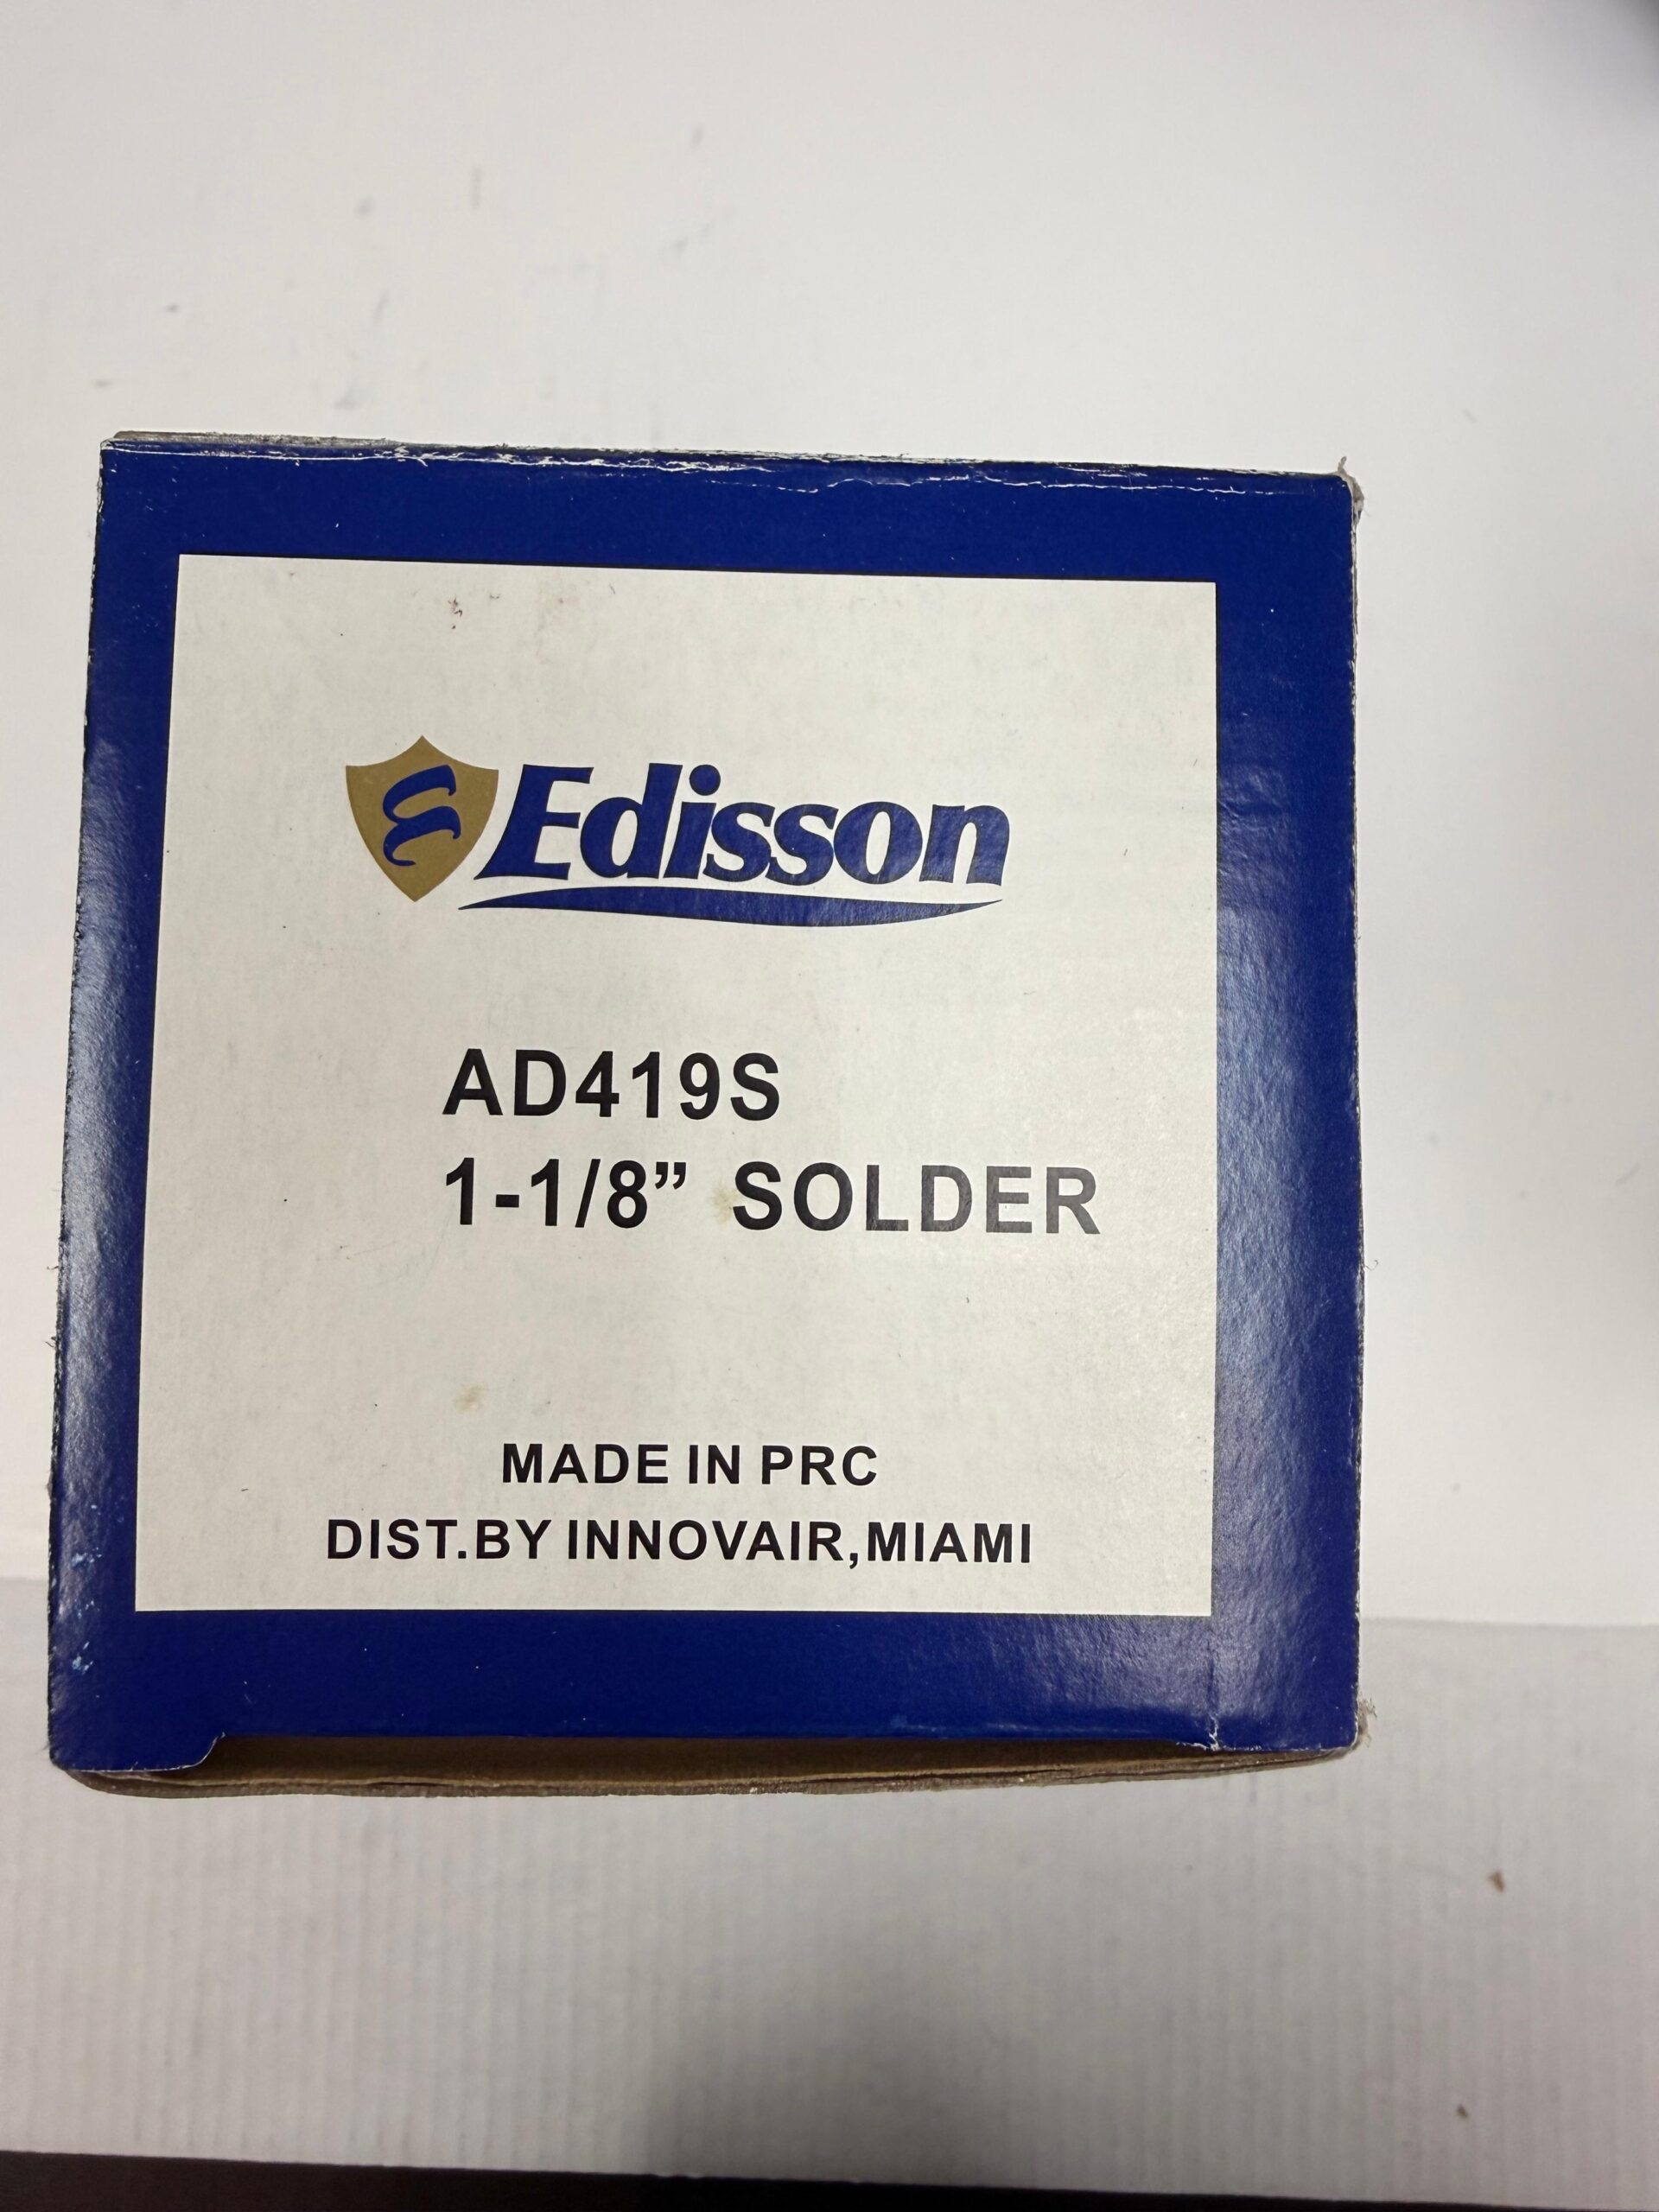 Edisson
AD419S
1-1/8” SOLDER
MADE IN PRC
DIST.BY INNOVAIR,MIAMI